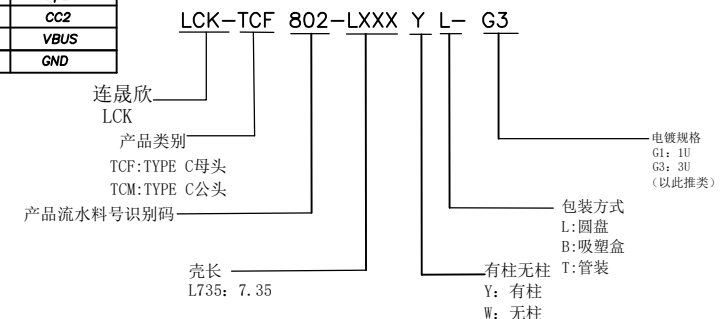 CC2
VBUS
GND
LCK-TCF 802-LXXX Y L- G3
连晟欣
LCK
产品类别
TCF:TYPE C母头
TCM:TYPE C公头
产品流水料号识别码
壳长
L735: 7.35
有柱无柱
Y: 有柱
W: 无柱
包装方式
L:圆盘
B:吸塑盒
T:管装
电镀规格
G1: 1U
G3: 3U
(以此推类)